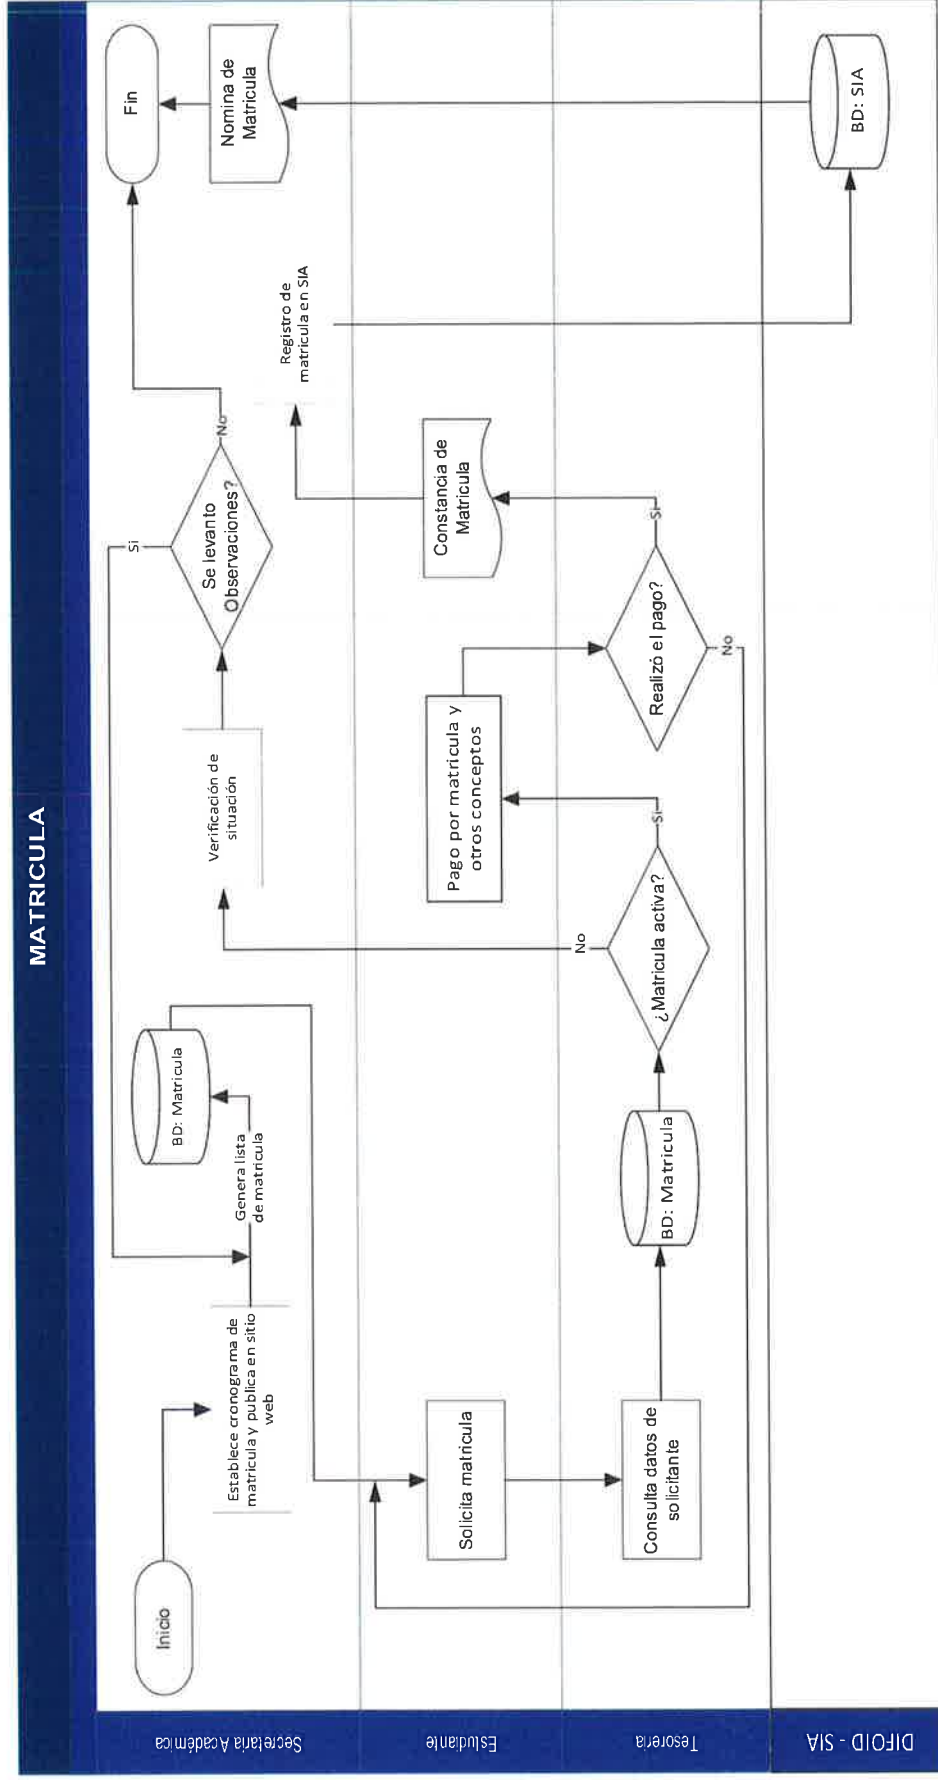 MATRICULA
Secretaria Académica
Inicio
Establece cronograma de
matricula y publica en sitio
web
Genera lista
de matricula
BD: Matricula
Verificación de
situación
Se levanto
Observaciones?
Si
No
Fin
Nomina de
Matricula
Registro de
matricula en SIA
Estudiante
Solicita matricula
Pago por matricula y
otros conceptos
Constancia de
Matricula
Tesoreria
Consulta datos de
solicitante
BD: Matricula
¿Matricula activa?
No
Si
Realizó el pago?
Si
No
DIFOID - SIA
BD: SIA